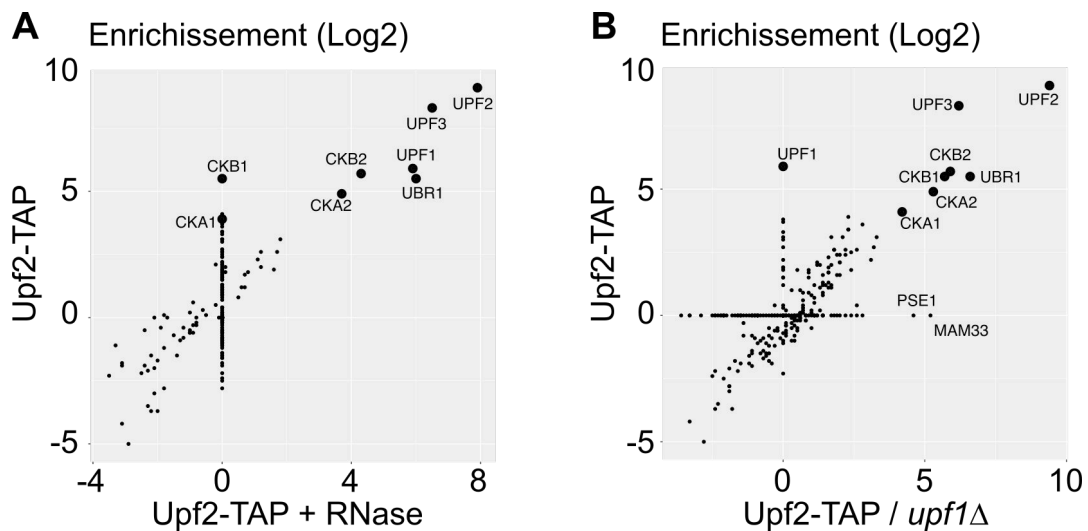 A
Enrichissement (Log2)
10
5
0
-5
Upf2-TAP
UPF2
UPF3
CKB1
CKB2
UPF1
CKA2
UBR1
CKA1
-4
0
4
8
Upf2-TAP + RNase
B
Enrichissement (Log2)
10
5
0
-5
Upf2-TAP
UPF3
UPF2
UPF1
CKB2
CKB1
UBR1
CKA2
CKA1
PSE1
MAM33
0
5
10
Upf2-TAP / upf1Δ